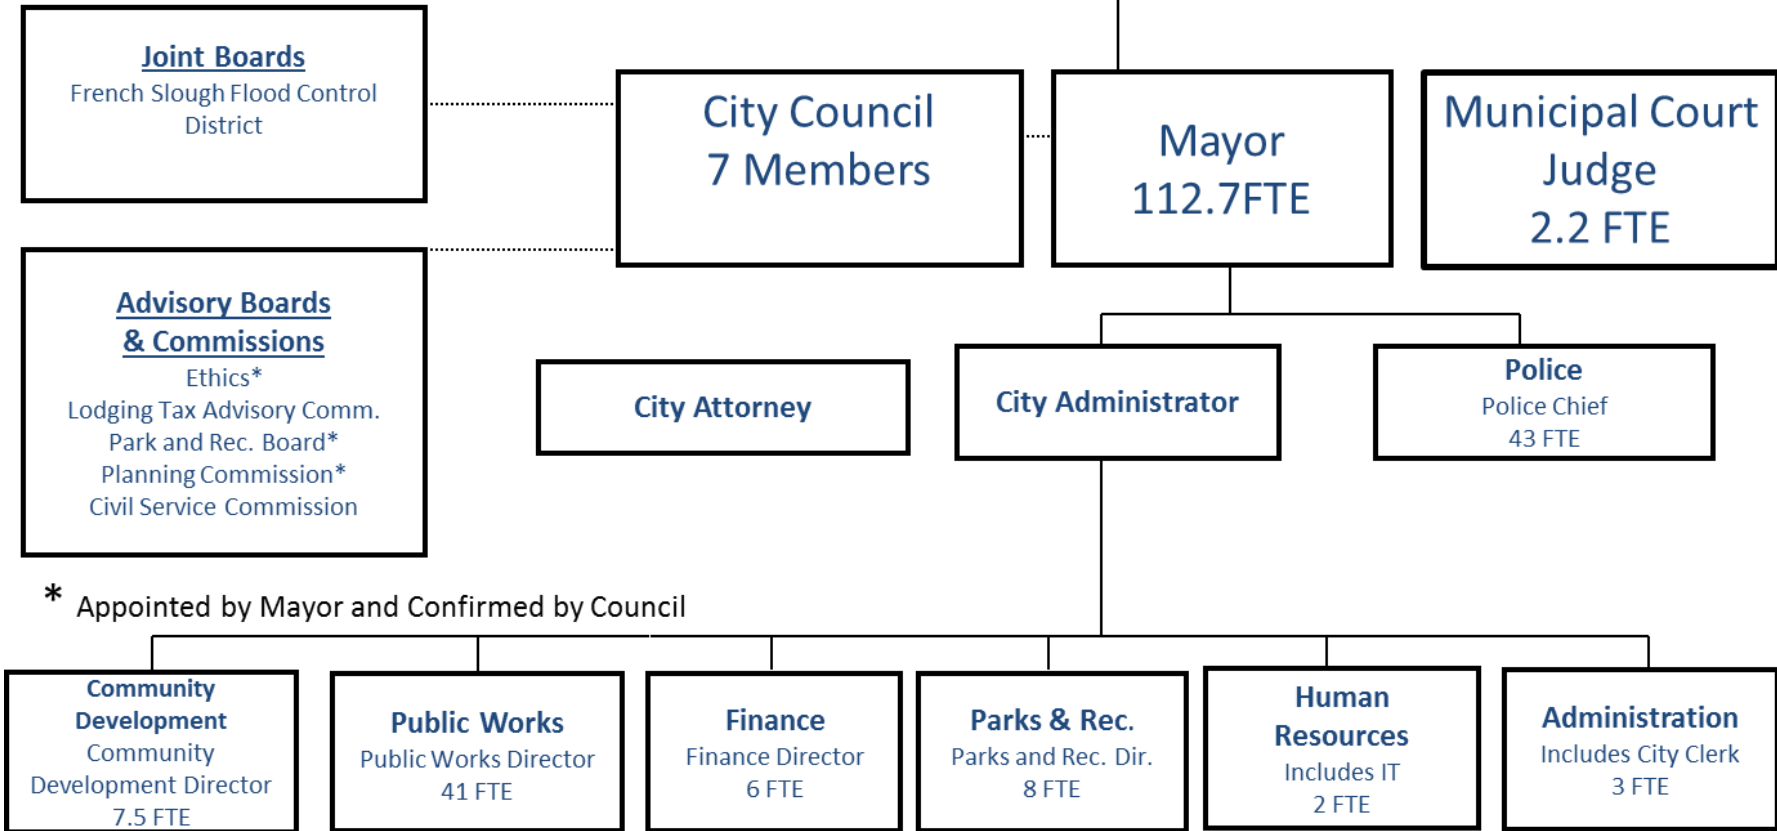 Joint Boards
French Slough Flood Control
District
City Council
7 Members
Mayor
112.7FTE
Municipal Court
Judge
2.2 FTE
Advisory Boards
& Commissions
Ethics*
Lodging Tax Advisory Comm.
Park and Rec. Board*
Planning Commission*
Civil Service Commission
City Attorney
City Administrator
Police
Police Chief
43 FTE
* Appointed by Mayor and Confirmed by Council
Community
Development
Community
Development Director
7.5 FTE
Public Works
Public Works Director
41 FTE
Finance
Finance Director
6 FTE
Parks & Rec.
Parks and Rec. Dir.
8 FTE
Human
Resources
Includes IT
2 FTE
Administration
Includes City Clerk
3 FTE